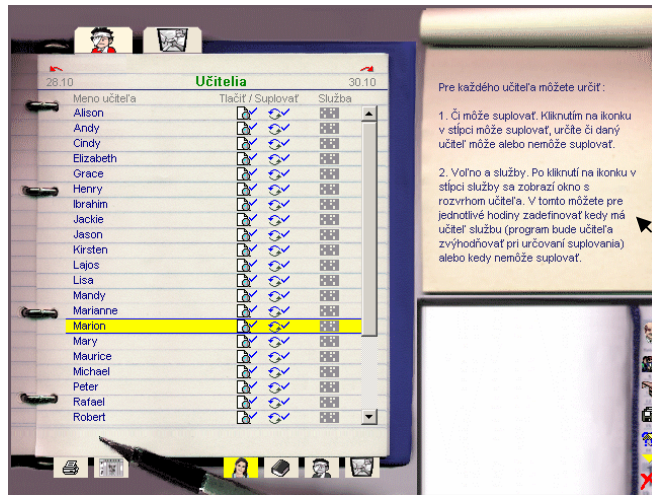 28.10 Učitelia 30.10
Meno učiteľa Tlačiť / Suplovať Služba
Alison
Andy
Cindy
Elizabeth
Grace
Henry
Ibrahim
Jackie
Jason
Kirsten
Lajos
Lisa
Mandy
Marianne
Marion
Mary
Maurice
Michael
Peter
Rafael
Robert
Pre každého učiteľa môžete určiť :
1. Či môže suplovať. Kliknutím na ikonku
v stĺpci môže suplovať, určíte či daný
učiteľ môže alebo nemôže suplovať.
2. Voľno a služby. Po kliknutí na ikonku v
stĺpci služby sa zobrazí okno s
rozvrhom učiteľa. V tomto môžete pre
jednotlivé hodiny zadefinovať kedy má
učiteľ službu (program bude učiteľa
zvýhodňovať pri určovaní suplovania)
alebo kedy nemôže suplovať.